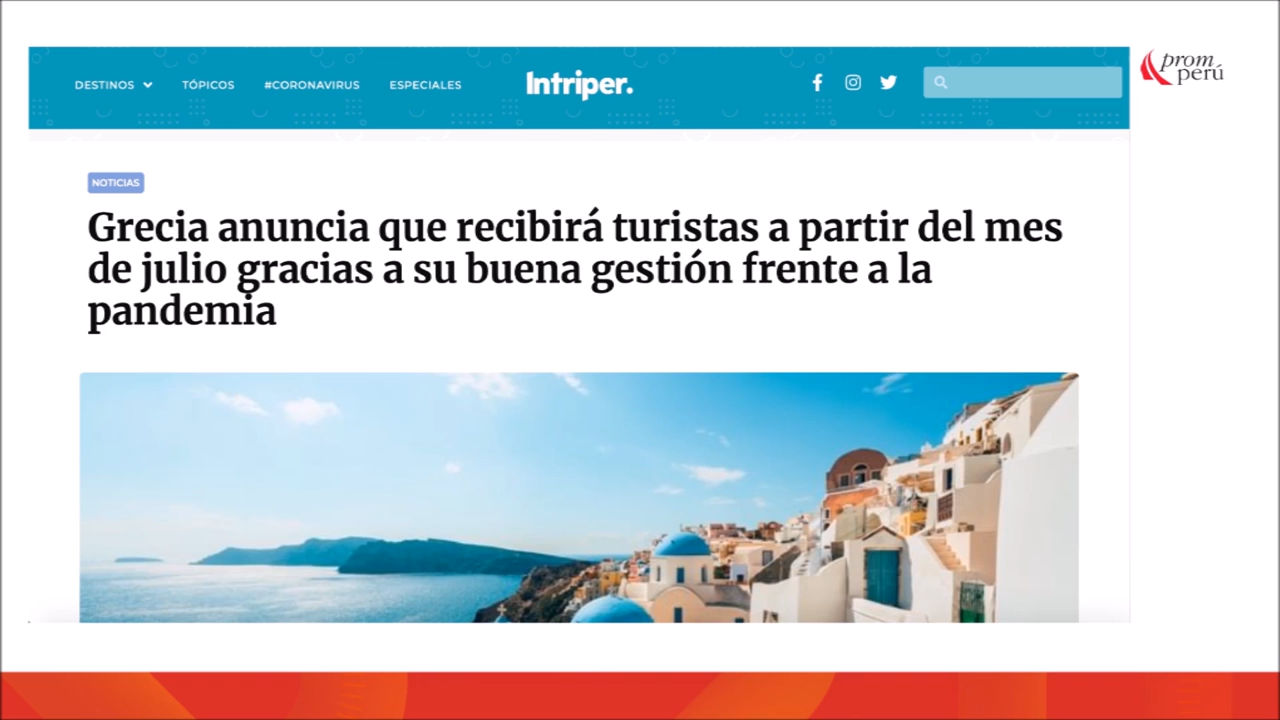 DESTINOS TÓPICOS #CORONAVIRUS ESPECIALES Intriper.
prom
perú
NOTICIAS
Grecia anuncia que recibirá turistas a partir del mes
de julio gracias a su buena gestión frente a la
pandemia